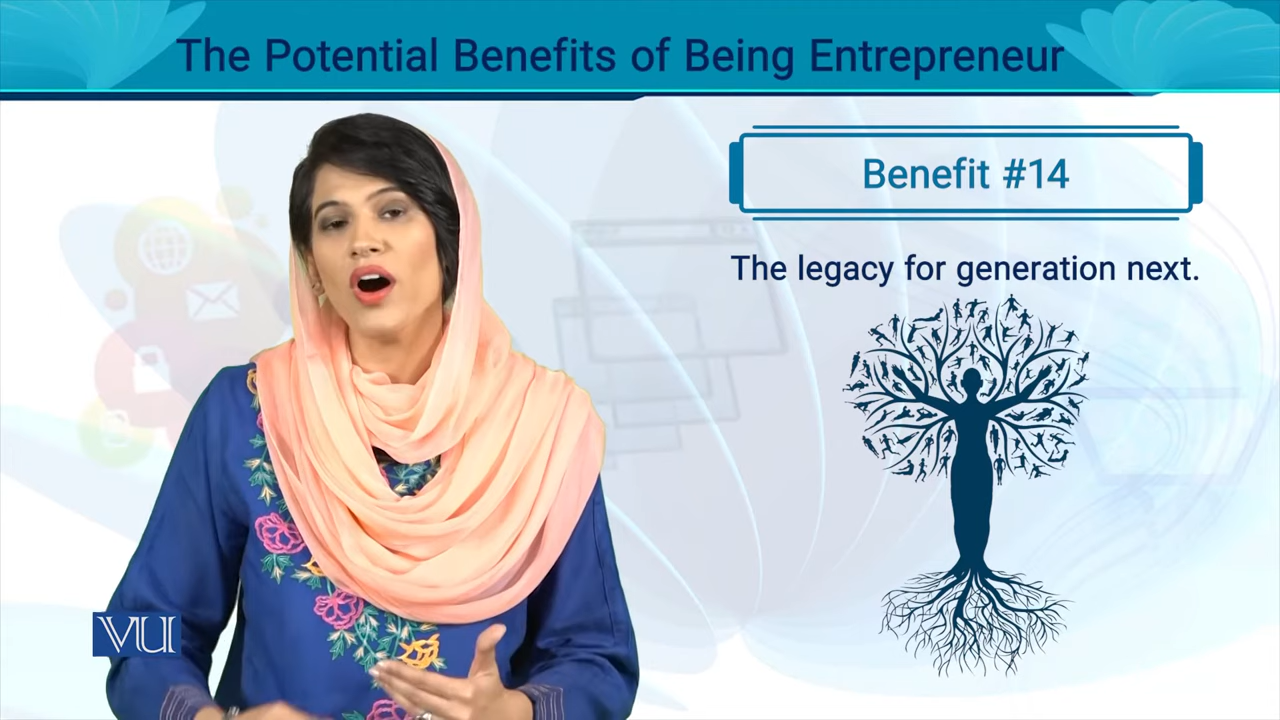 The Potential Benefits of Being Entrepreneur
Benefit #14
The legacy for generation next.
VU